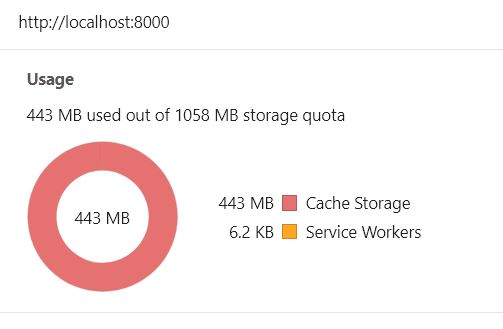 http://localhost:8000
Usage
443 MB used out of 1058 MB storage quota
443 MB
443 MB Cache Storage
6.2 KB Service Workers